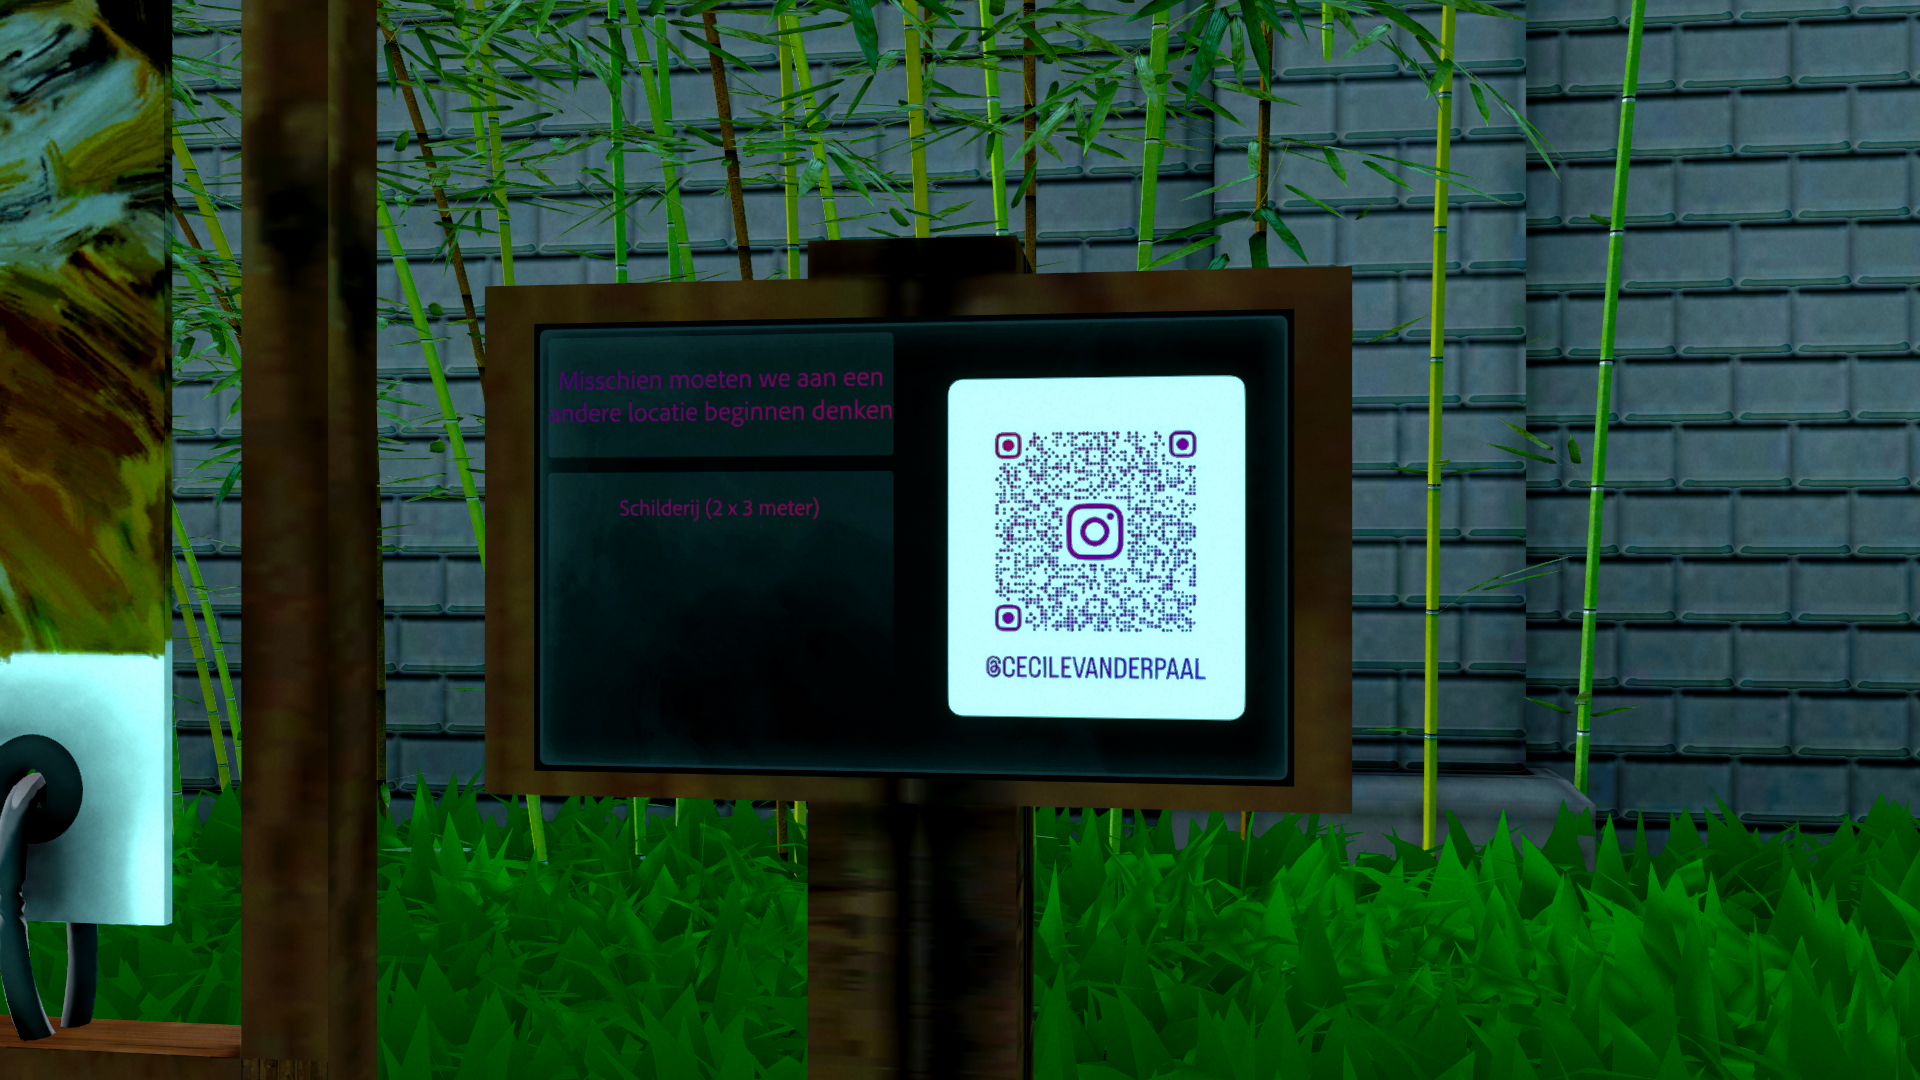 Misschien moeten we aan een
andere locatie beginnen denken
Schilderij (2 x 3 meter)
@CECILEVANDERPAAL